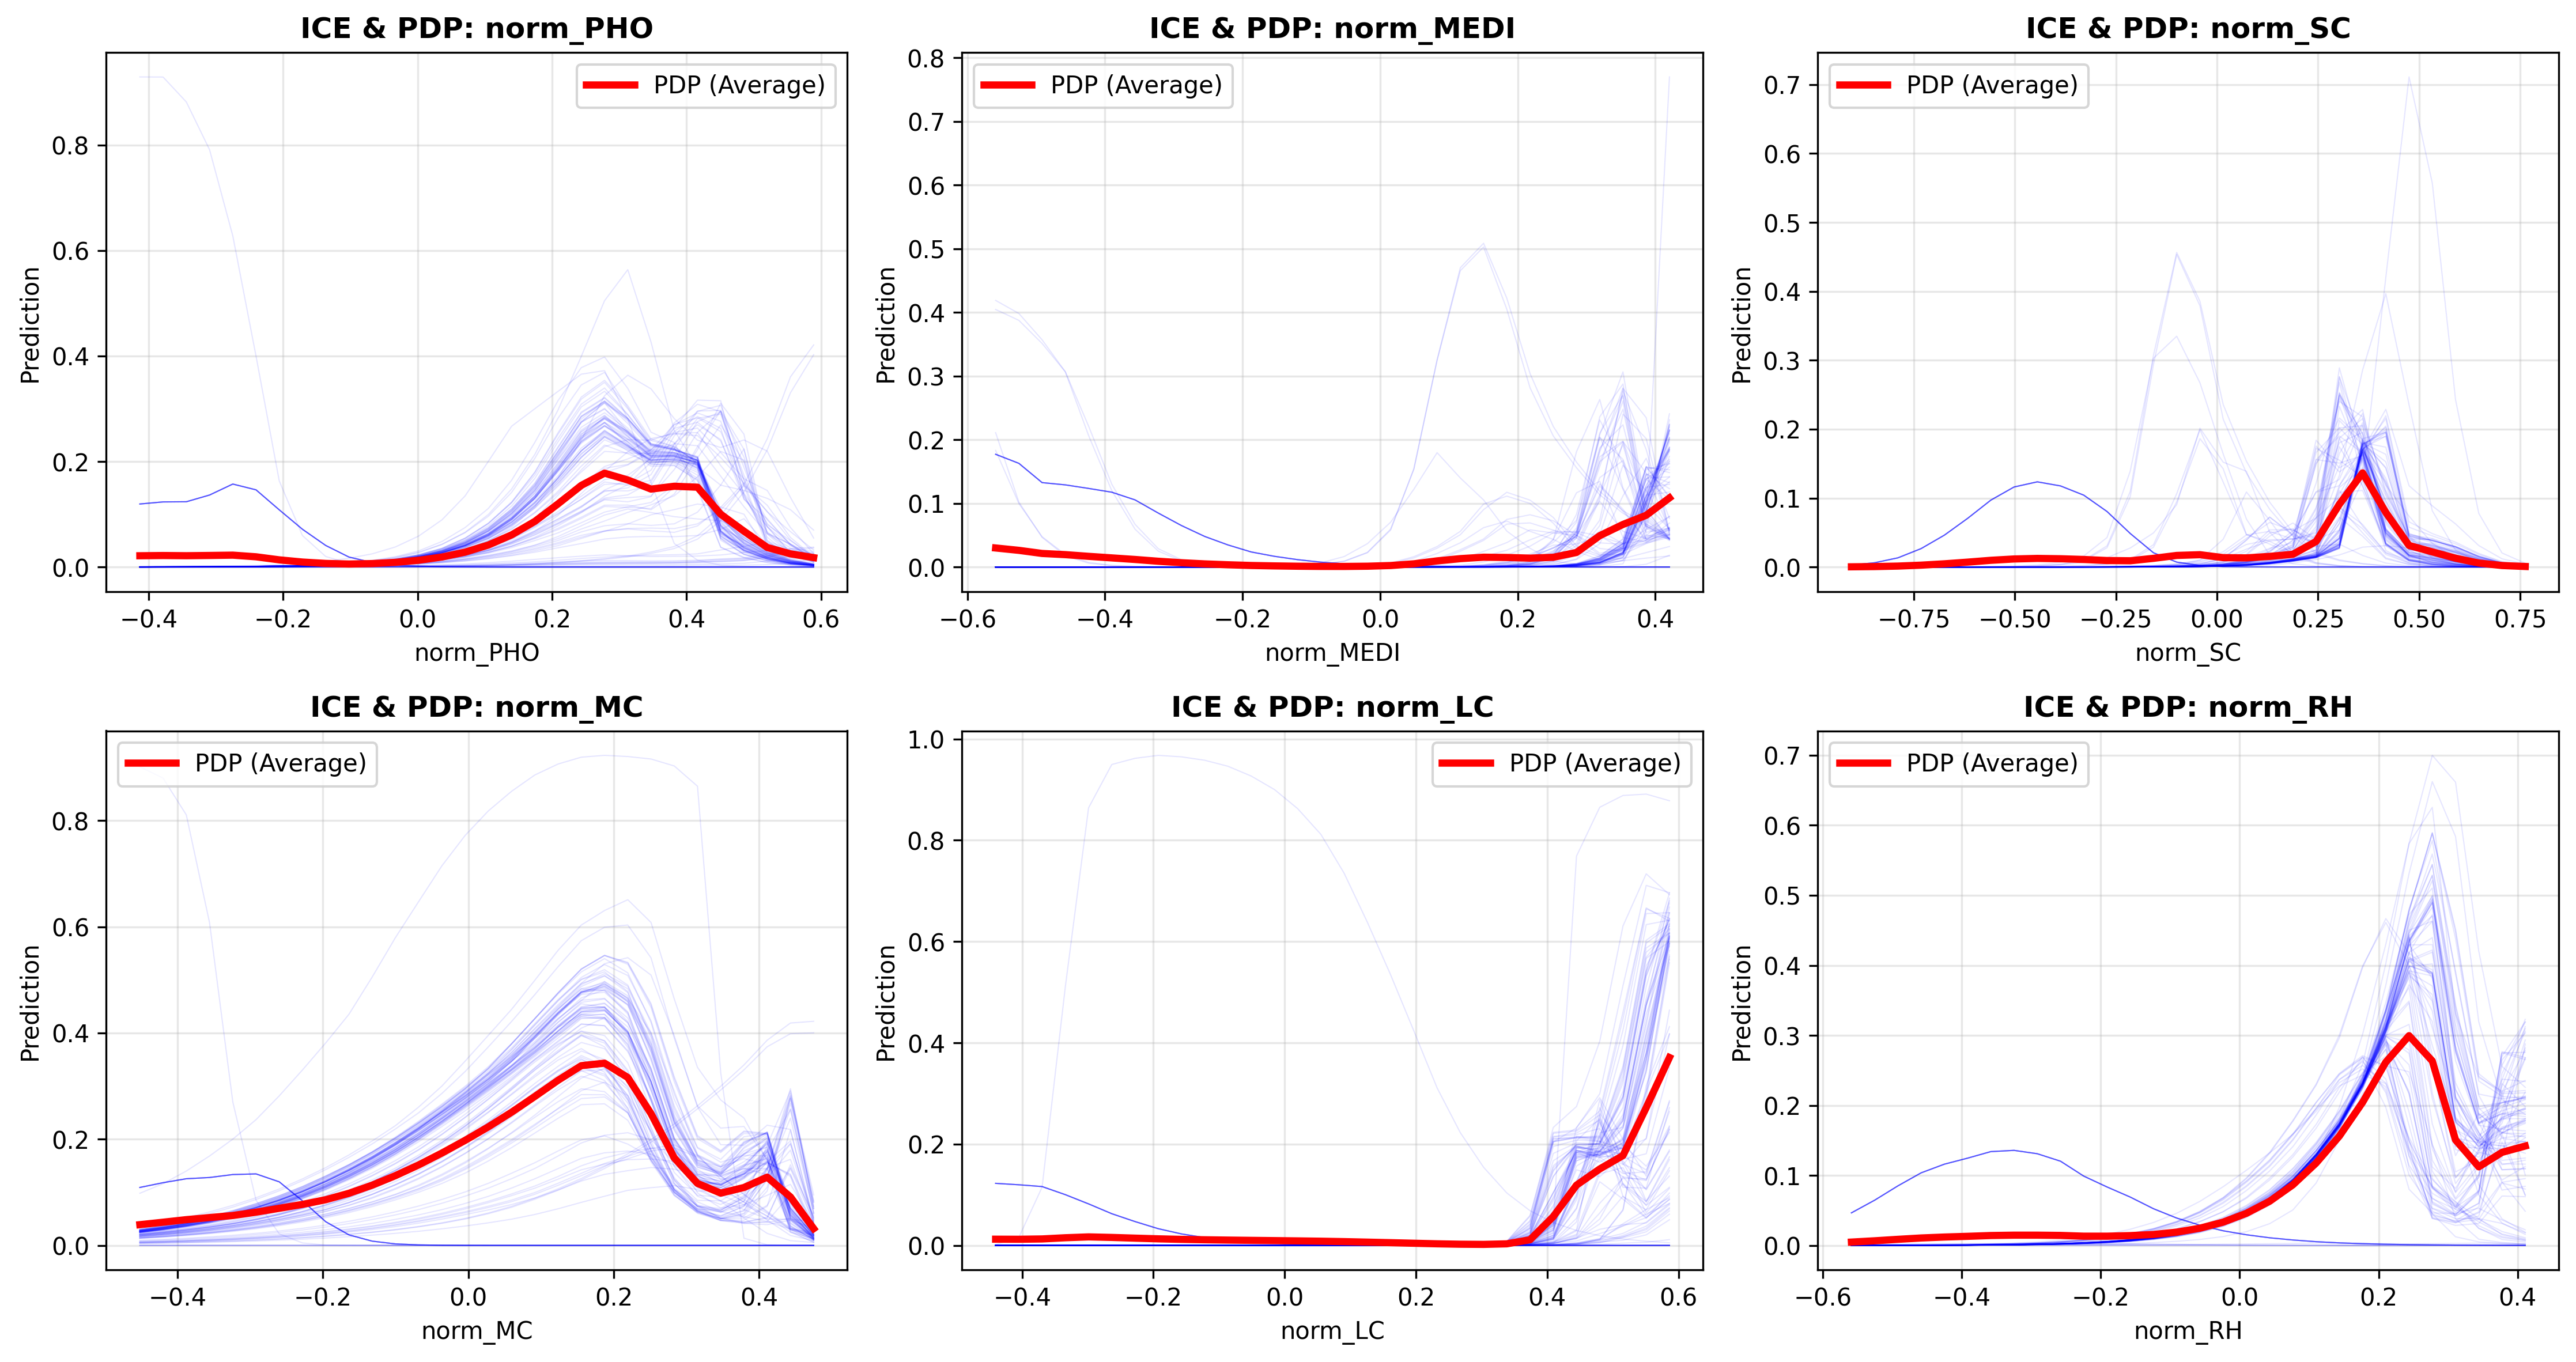 ICE & PDP: norm_PHO
PDP (Average)
Prediction
0.8
0.6
0.4
0.2
0.0
−0.4 −0.2 0.0 0.2 0.4 0.6
norm_PHO
ICE & PDP: norm_MEDI
PDP (Average)
Prediction
0.8
0.7
0.6
0.5
0.4
0.3
0.2
0.1
0.0
−0.6 −0.4 −0.2 0.0 0.2 0.4
norm_MEDI
ICE & PDP: norm_SC
PDP (Average)
Prediction
0.7
0.6
0.5
0.4
0.3
0.2
0.1
0.0
−0.75 −0.50 −0.25 0.00 0.25 0.50 0.75
norm_SC
ICE & PDP: norm_MC
PDP (Average)
Prediction
0.8
0.6
0.4
0.2
0.0
−0.4 −0.2 0.0 0.2 0.4
norm_MC
ICE & PDP: norm_LC
PDP (Average)
Prediction
1.0
0.8
0.6
0.4
0.2
0.0
−0.4 −0.2 0.0 0.2 0.4 0.6
norm_LC
ICE & PDP: norm_RH
PDP (Average)
Prediction
0.7
0.6
0.5
0.4
0.3
0.2
0.1
0.0
−0.6 −0.4 −0.2 0.0 0.2 0.4
norm_RH